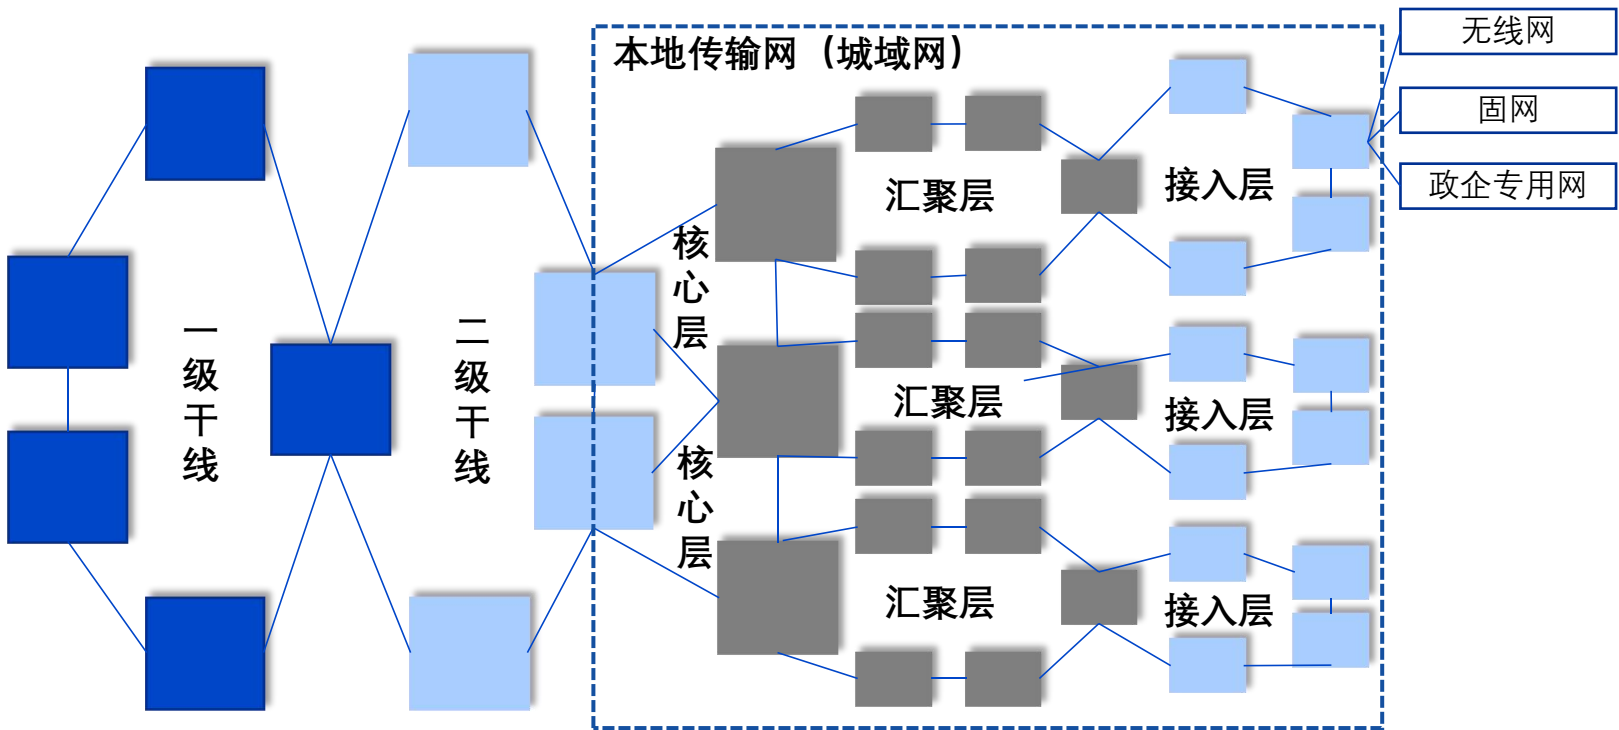 本地传输网（城域网）
无线网
固网
政企专用网
一级干线
二级干线
核心层
核心层
汇聚层
接入层
汇聚层
接入层
汇聚层
接入层